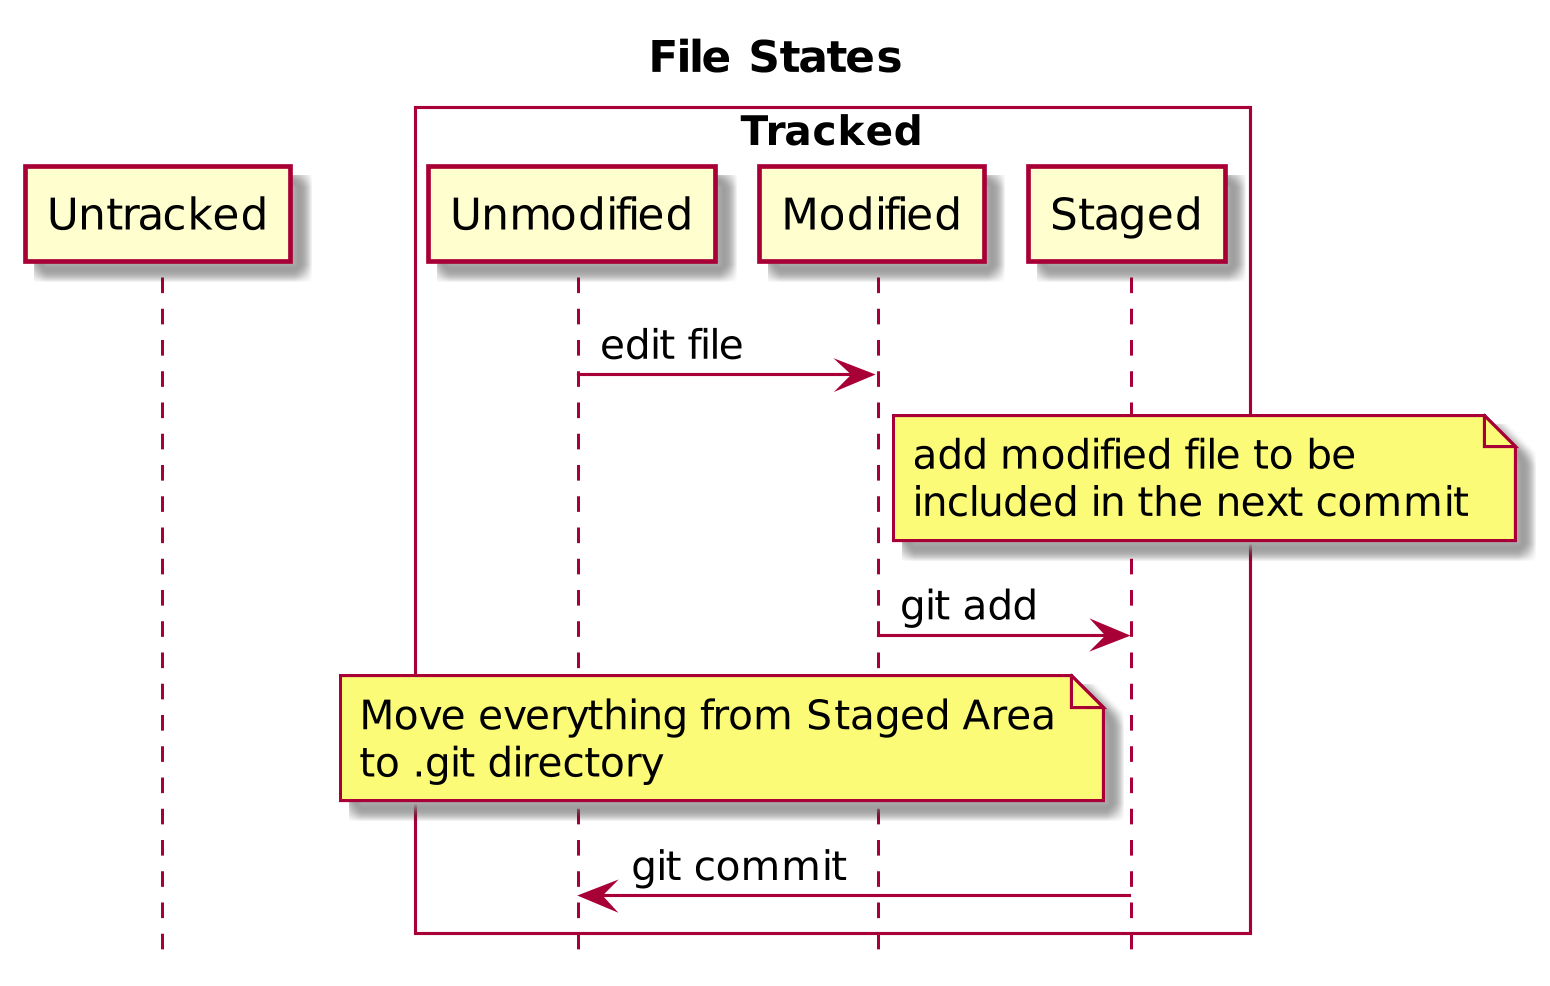 File States
Tracked
Untracked
Unmodified
Modified
Staged
edit file
add modified file to be
included in the next commit
git add
Move everything from Staged Area
to .git directory
git commit